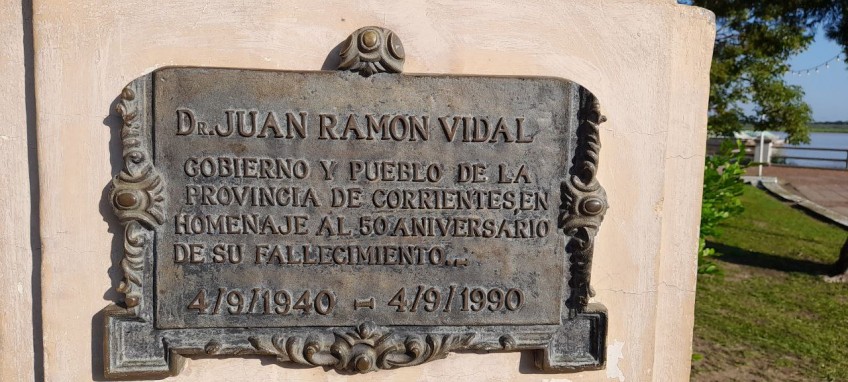 DR. JUAN RAMON VIDAL
GOBIERNO Y PUEBLO DE LA
PROVINCIA DE CORRIENTES, EN
HOMENAJE AL 50 ANIVERSARIO
DE SU FALLECIMIENTO...
4/9/1940 - 4/9/1990